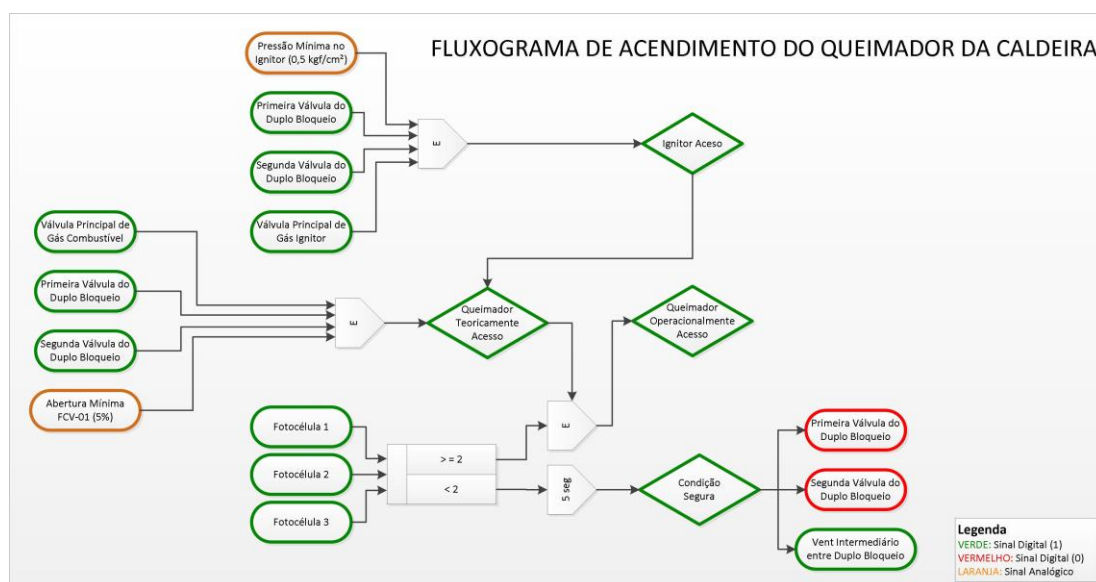 FLUXOGRAMA DE ACENDIMENTO DO QUEIMADOR DA CALDEIRA
Pressão Mínima no
Ignitor (0,5 kgf/cm²)
Primeira Válvula do
Duplo Bloqueio
Segunda Válvula do
Duplo Bloqueio
Válvula Principal de
Gás Ignitor
E
Ignitor Aceso
Válvula Principal de
Gás Combustível
Primeira Válvula do
Duplo Bloqueio
Segunda Válvula do
Duplo Bloqueio
Abertura Mínima
FCV-01 (5%)
E
Queimador
Teoricamente
Acesso
Queimador
Operacionalmente
Acesso
Fotocélula 1
Fotocélula 2
Fotocélula 3
> = 2
< 2
E
5 seg
Condição
Segura
Primeira Válvula do
Duplo Bloqueio
Segunda Válvula do
Duplo Bloqueio
Vent Intermediário
entre Duplo Bloqueio
Legenda
VERDE: Sinal Digital (1)
VERMELHO: Sinal Digital (0)
LARANJA: Sinal Analógico